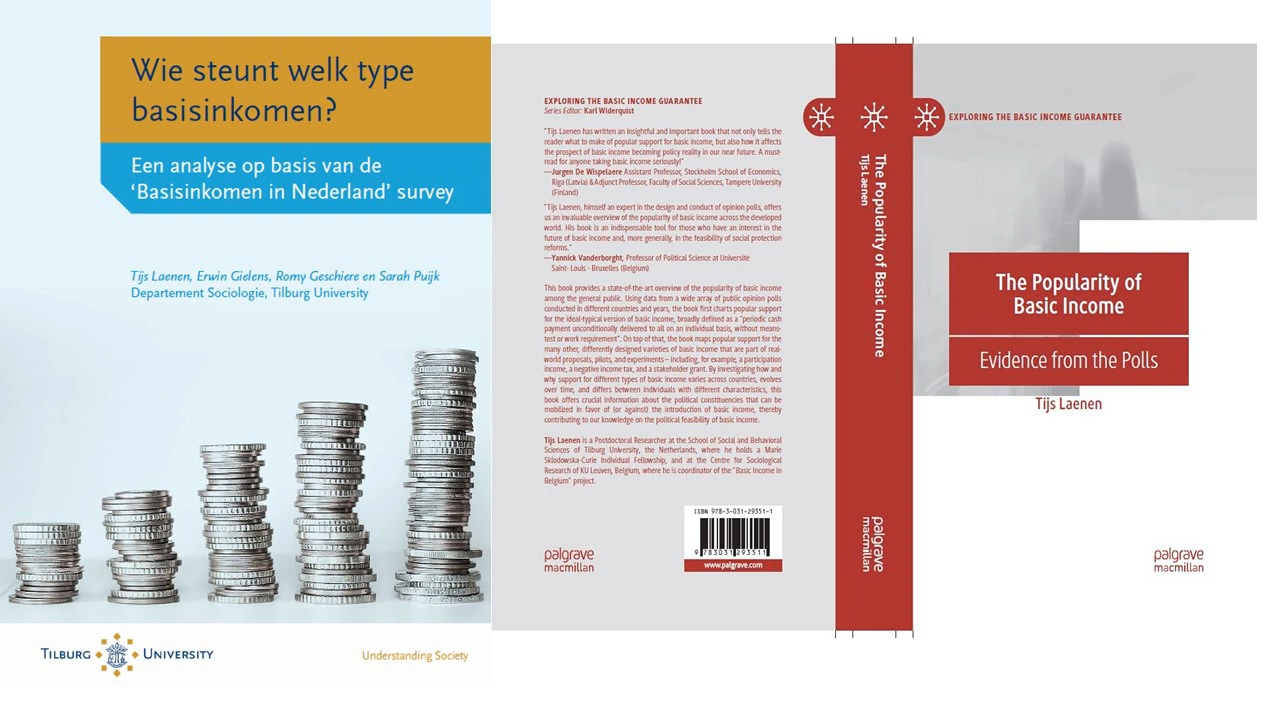 Wie steunt welk type
basisinkomen?
Een analyse op basis van de
‘Basisinkomen in Nederland’ survey
Tijs Laenen, Erwin Gielens, Romy Geschiere en Sarah Puijk
Departement Sociologie, Tilburg University
TILBURG UNIVERSITY
Understanding Society
EXPLORING THE BASIC INCOME GUARANTEE
Series Editor: Karl Widerquist
"Tijs Laenen has written an insightful and important book that not only tells the
reader what to make of popular support for basic income, but also how it affects
the prospect of basic income becoming policy reality in our near future. A must-
read for anyone taking basic income seriously!"
—Jurgen De Wispelaere Assistant Professor, Stockholm School of Economics,
Riga (Latvia) & Adjunct Professor, Faculty of Social Sciences, Tampere University
(Finland)
"Tijs Laenen, himself an expert in the design and conduct of opinion polls, offers
us an invaluable overview of the popularity of basic income across the developed
world. His book is an indispensable tool for those who have an interest in the
future of basic income and, more generally, in the feasibility of social protection
reforms."
—Yannick Vanderborght, Professor of Political Science at Université
Saint- Louis - Bruxelles (Belgium)
This book provides a state-of-the-art overview of the popularity of basic income
among the general public. Using data from a wide array of public opinion polls
conducted in different countries and years, the book first charts popular support
for the ideal-typical version of basic income, broadly defined as a "periodic cash
payment unconditionally delivered to all on an individual basis, without means-
test or work requirement". On top of that, the book maps popular support for the
many other, differently designed varieties of basic income that are part of real-
world proposals, pilots, and experiments – including, for example, a participation
income, a negative income tax, and a stakeholder grant. By investigating how and
why support for different types of basic income varies across countries, evolves
over time, and differs between individuals with different characteristics, this
book offers crucial information about the political constituencies that can be
mobilized in favor of (or against) the introduction of basic income, thereby
contributing to our knowledge on the political feasibility of basic income.
Tijs Laenen is a Postdoctoral Researcher at the School of Social and Behavioral
Sciences of Tilburg University, the Netherlands, where he holds a Marie
Sklodowska-Curie Individual Fellowship, and at the Centre for Sociological
Research of KU Leuven, Belgium, where he is coordinator of the "Basic Income in
Belgium" project.
ISBN 978-3-031-29351-1
9 783031 293511
www.palgrave.com
palgrave
macmillan
The Popularity of Basic Income
Tijs Laenen
palgrave
macmillan
EXPLORING THE BASIC INCOME GUARANTEE
The Popularity of
Basic Income
Evidence from the Polls
Tijs Laenen
palgrave
macmillan